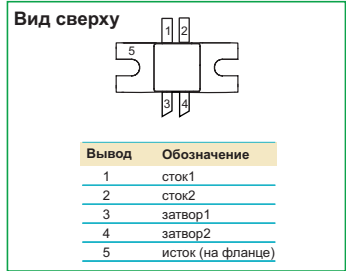 Вид сверху
1 2
5
3 4
Вывод Обозначение
1 сток1
2 сток2
3 затвор1
4 затвор2
5 исток (на фланце)